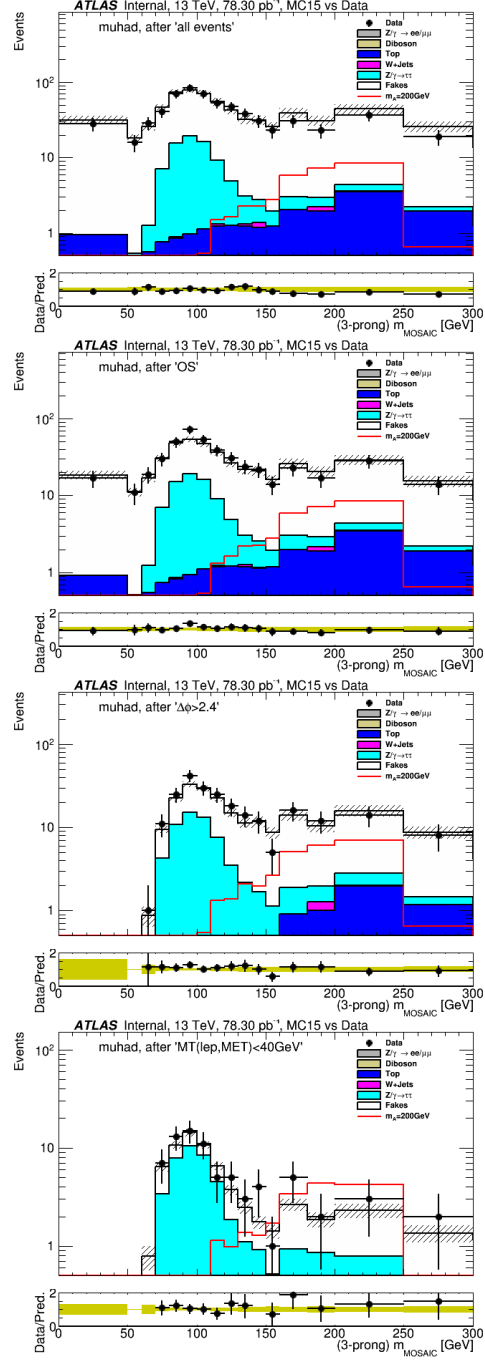 ATLAS Internal, 13 TeV, 78.30 pb⁻¹, MC15 vs Data
Events
muhad, after 'all events'
Data
Z/γ → ee/μμ
Diboson
Top
W+Jets
Z/γ→ττ
Fakes
m_A=200GeV
10²
10
1
Data/Pred.
2
0
0 50 100 150 200 250 300
(3-prong) m_MOSAIC [GeV]
ATLAS Internal, 13 TeV, 78.30 pb⁻¹, MC15 vs Data
Events
muhad, after 'OS'
Data
Z/γ → ee/μμ
Diboson
Top
W+Jets
Z/γ→ττ
Fakes
m_A=200GeV
10²
10
1
Data/Pred.
2
0
0 50 100 150 200 250 300
(3-prong) m_MOSAIC [GeV]
ATLAS Internal, 13 TeV, 78.30 pb⁻¹, MC15 vs Data
Events
muhad, after 'Δϕ>2.4'
Data
Z/γ → ee/μμ
Diboson
Top
W+Jets
Z/γ→ττ
Fakes
m_A=200GeV
10²
10
1
Data/Pred.
2
0
0 50 100 150 200 250 300
(3-prong) m_MOSAIC [GeV]
ATLAS Internal, 13 TeV, 78.30 pb⁻¹, MC15 vs Data
Events
muhad, after 'MT(lep,MET)<40GeV'
Data
Z/γ → ee/μμ
Diboson
Top
W+Jets
Z/γ→ττ
Fakes
m_A=200GeV
10²
10
1
Data/Pred.
2
0
0 50 100 150 200 250 300
(3-prong) m_MOSAIC [GeV]